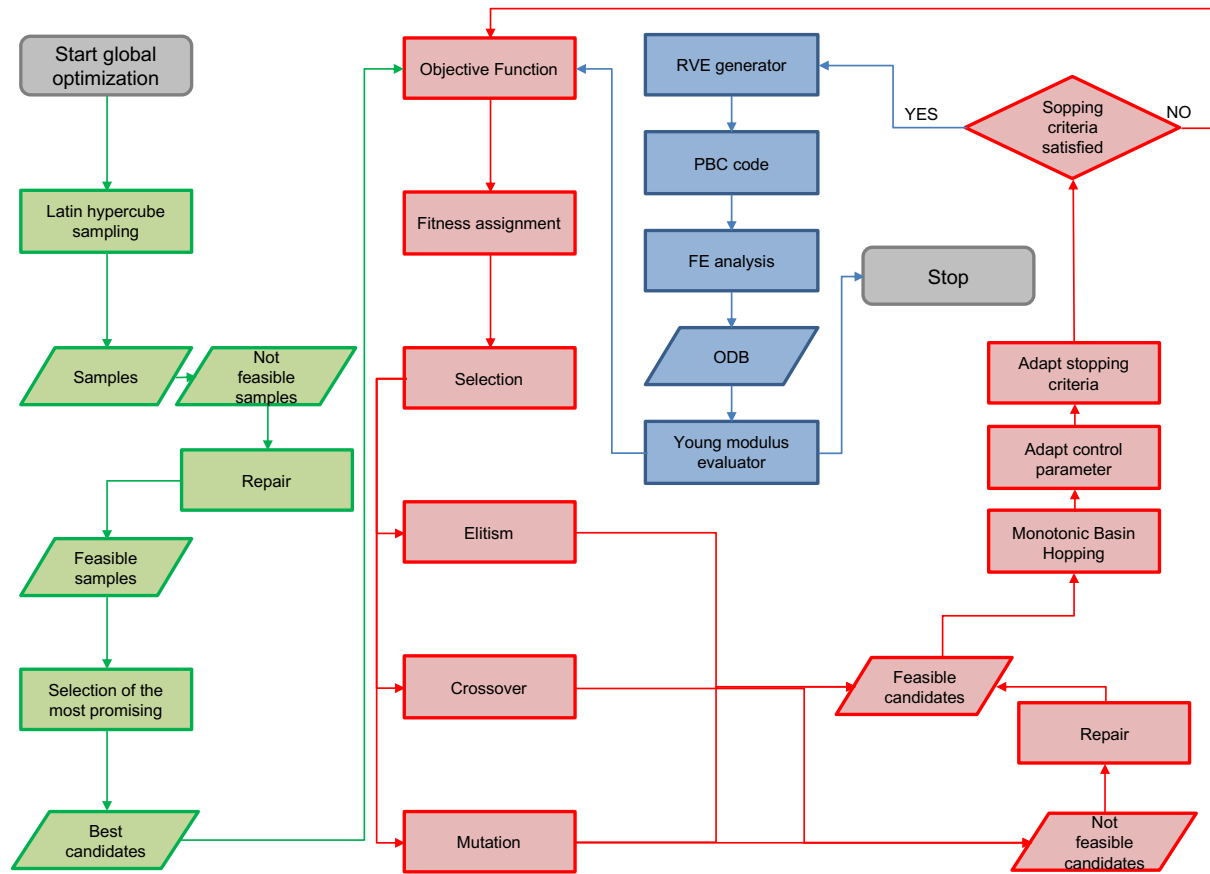 Start global
optimization
Latin hypercube
sampling
Samples
Not
feasible
samples
Repair
Feasible
samples
Selection of the
most promising
Best
candidates
Objective Function
Fitness assignment
Selection
Elitism
Crossover
Mutation
RVE generator
PBC code
FE analysis
ODB
Young modulus
evaluator
Stop
YES
Sopping
criteria
satisfied
NO
Adapt stopping
criteria
Adapt control
parameter
Monotonic Basin
Hopping
Feasible
candidates
Repair
Not
feasible
candidates